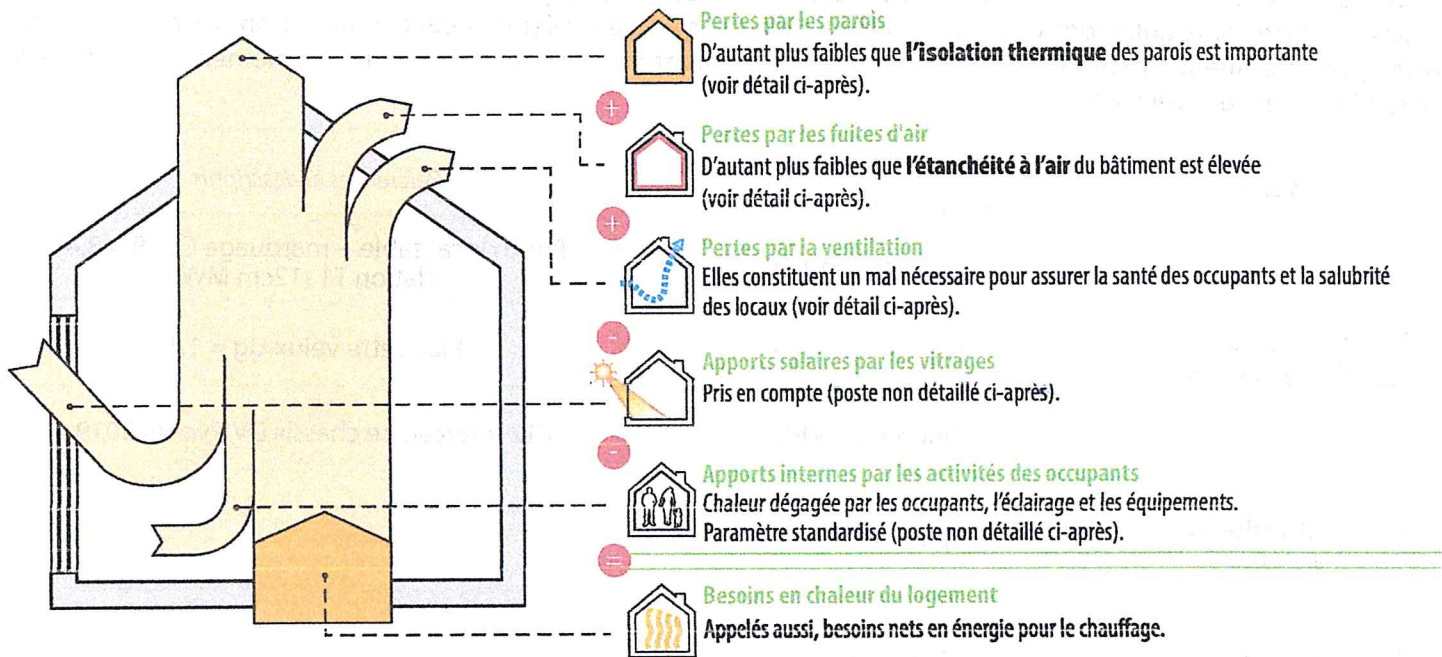 Pertes par les parois
D'autant plus faibles que l'isolation thermique des parois est importante
(voir détail ci-après).
+
Pertes par les fuites d'air
D'autant plus faibles que l'étanchéité à l'air du bâtiment est élevée
(voir détail ci-après).
+
Pertes par la ventilation
Elles constituent un mal nécessaire pour assurer la santé des occupants et la salubrité
des locaux (voir détail ci-après).
-
Apports solaires par les vitrages
Pris en compte (poste non détaillé ci-après).
-
Apports internes par les activités des occupants
Chaleur dégagée par les occupants, l'éclairage et les équipements.
Paramètre standardisé (poste non détaillé ci-après).
=
Besoins en chaleur du logement
Appelés aussi, besoins nets en énergie pour le chauffage.